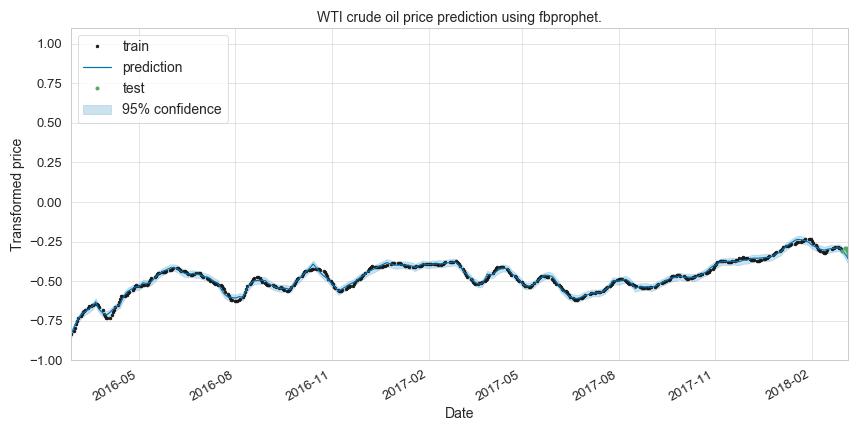 WTI crude oil price prediction using fbprophet.
train
prediction
test
95% confidence
Transformed price
1.00
0.75
0.50
0.25
0.00
−0.25
−0.50
−0.75
−1.00
2016-05
2016-08
2016-11
2017-02
2017-05
2017-08
2017-11
2018-02
Date